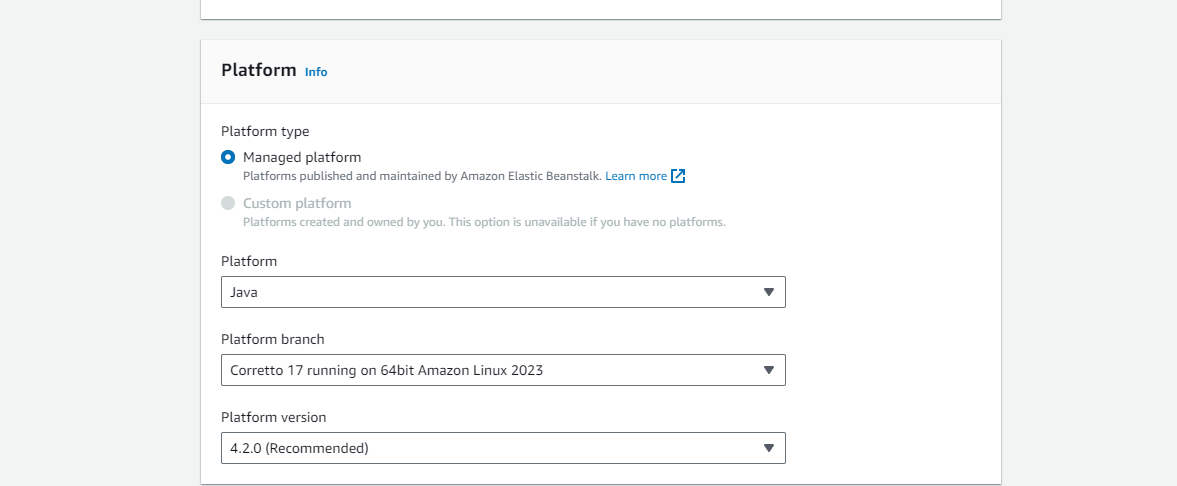 Platform Info
Platform type
Managed platform
Platforms published and maintained by Amazon Elastic Beanstalk. Learn more
Custom platform
Platforms created and owned by you. This option is unavailable if you have no platforms.
Platform
Java
Platform branch
Corretto 17 running on 64bit Amazon Linux 2023
Platform version
4.2.0 (Recommended)